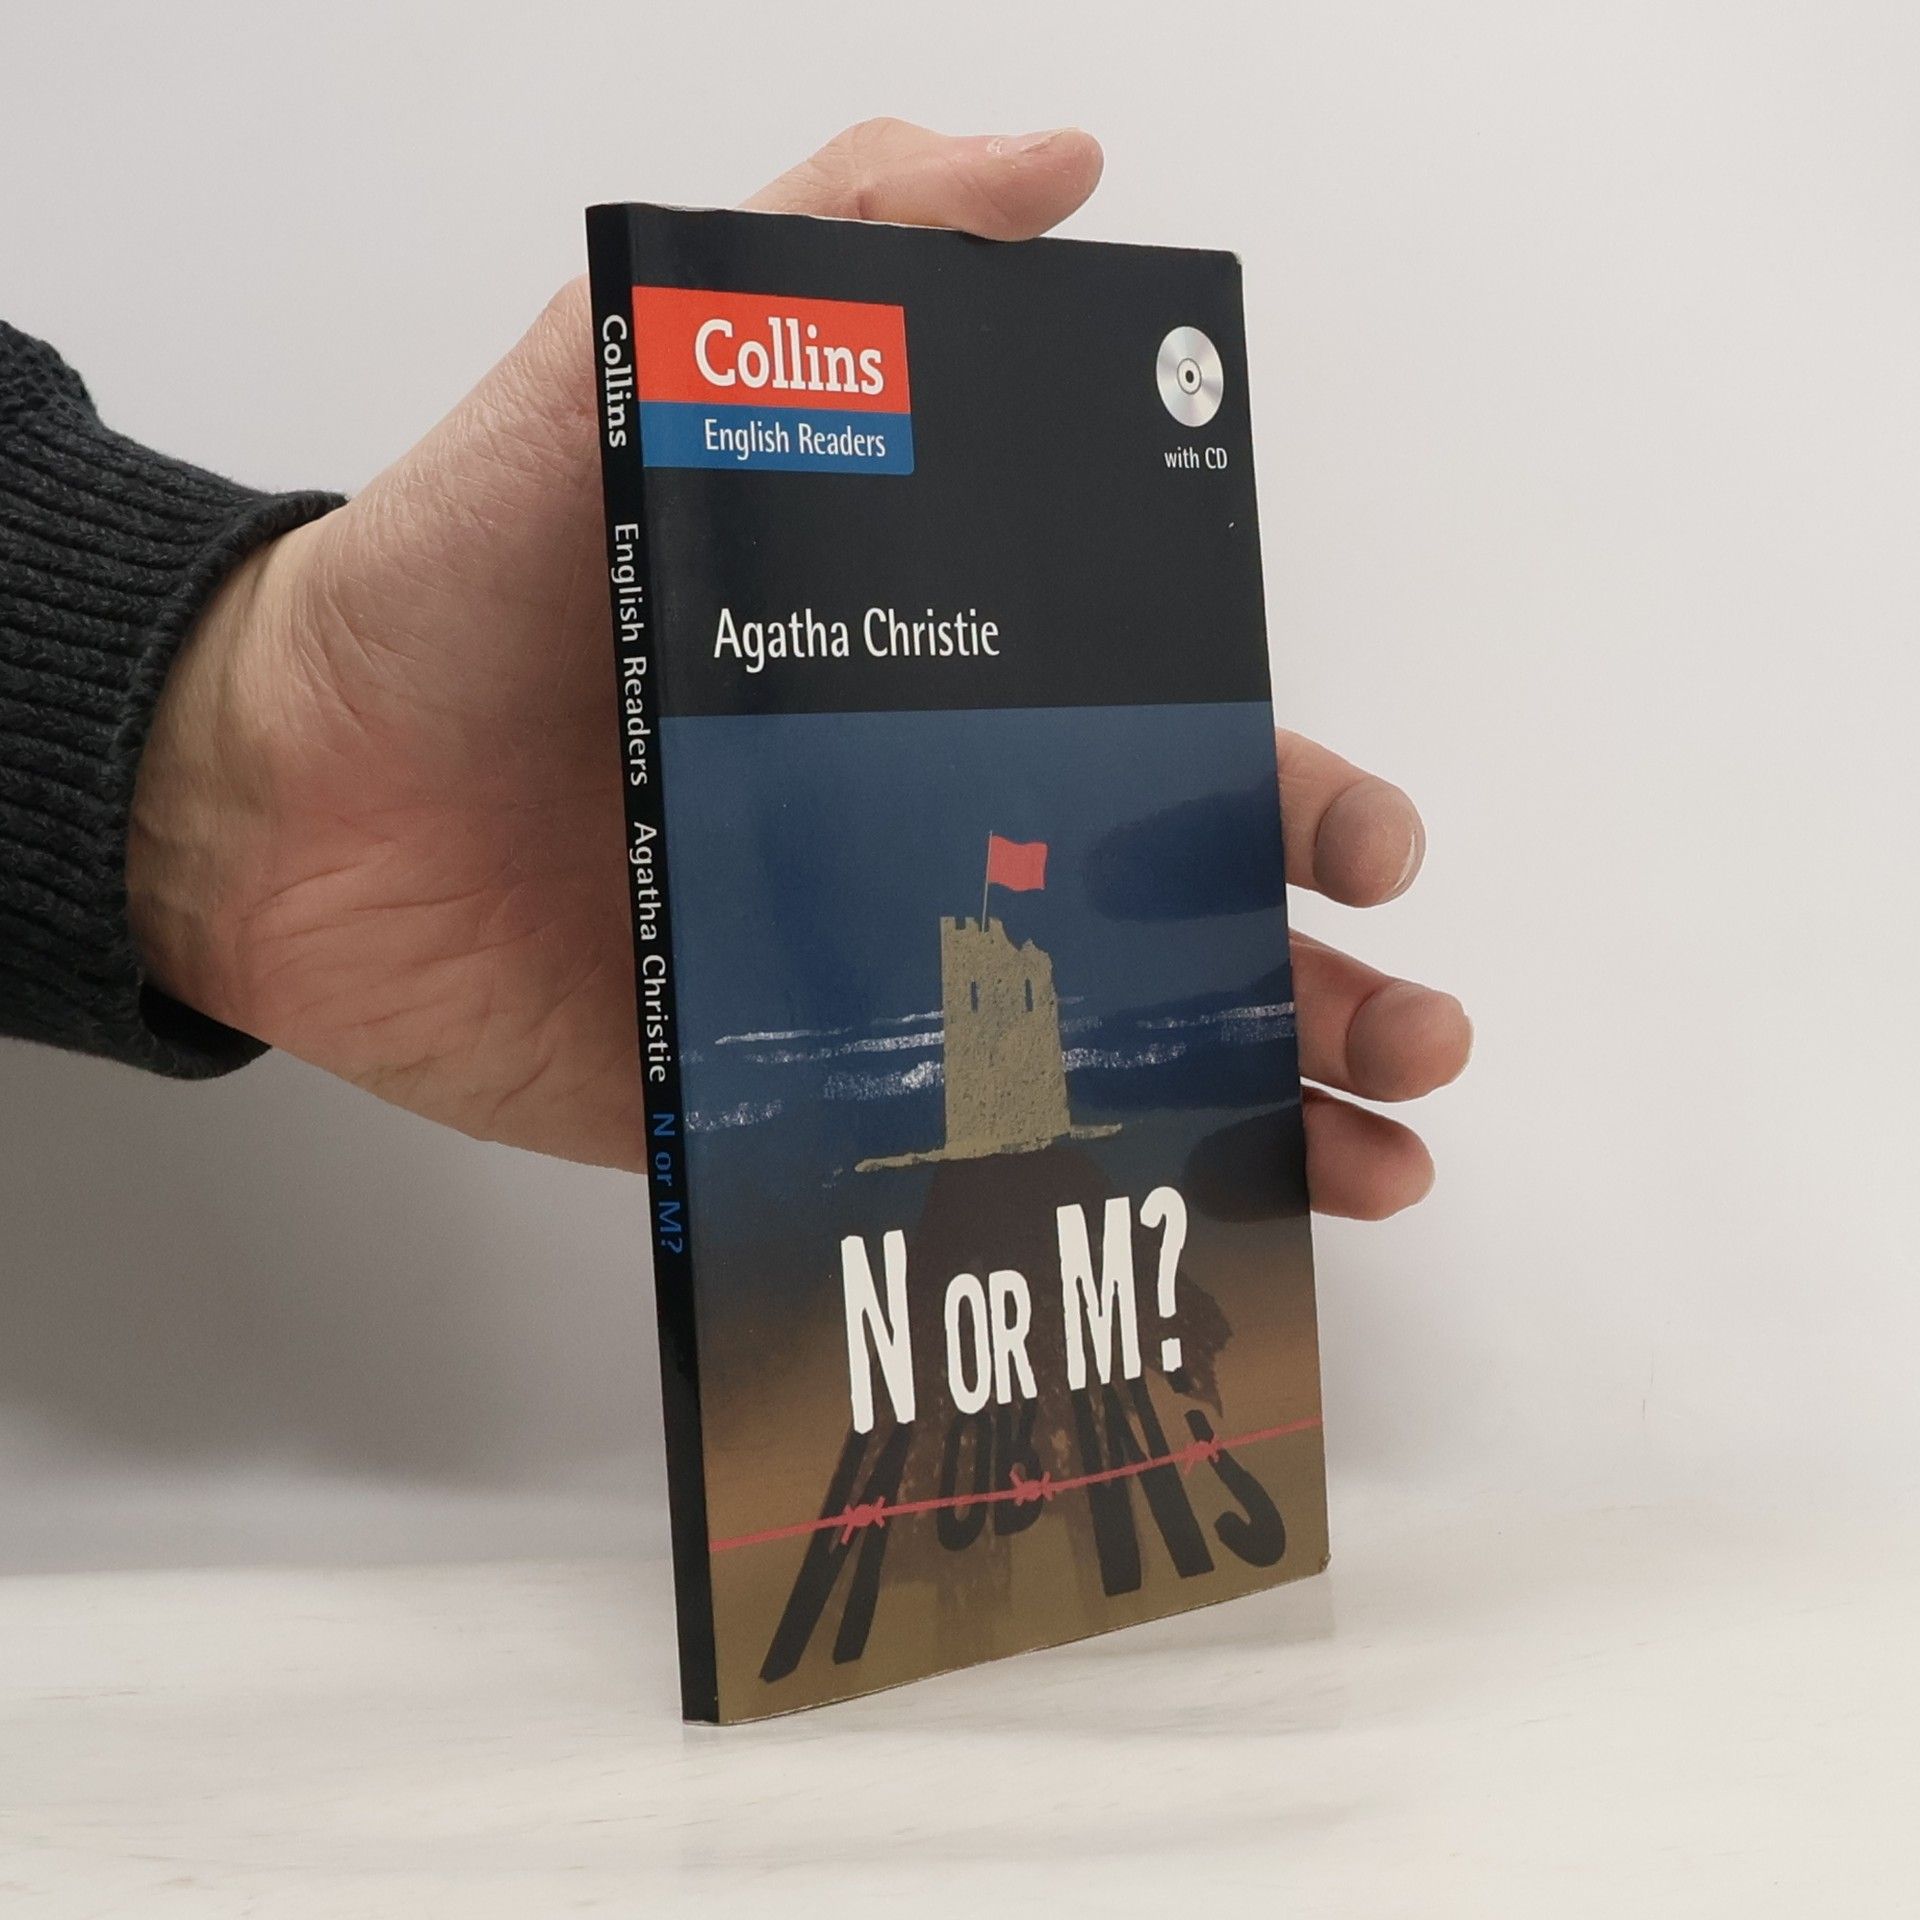 Collins English Readers Agatha Christie N or M?
Collins
English Readers
with CD
Agatha Christie
N OR M?